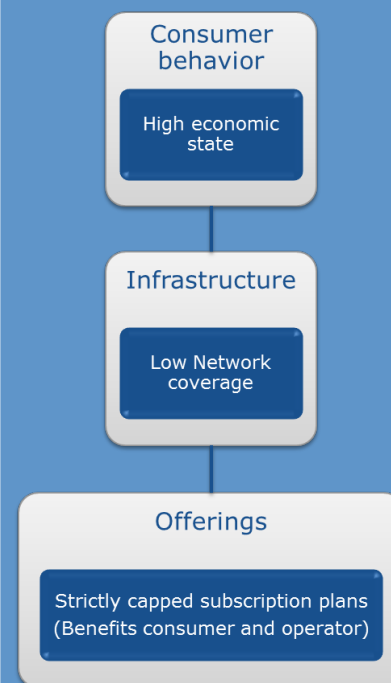 Consumer
behavior
High economic
state
Infrastructure
Low Network
coverage
Offerings
Strictly capped subscription plans
(Benefits consumer and operator)